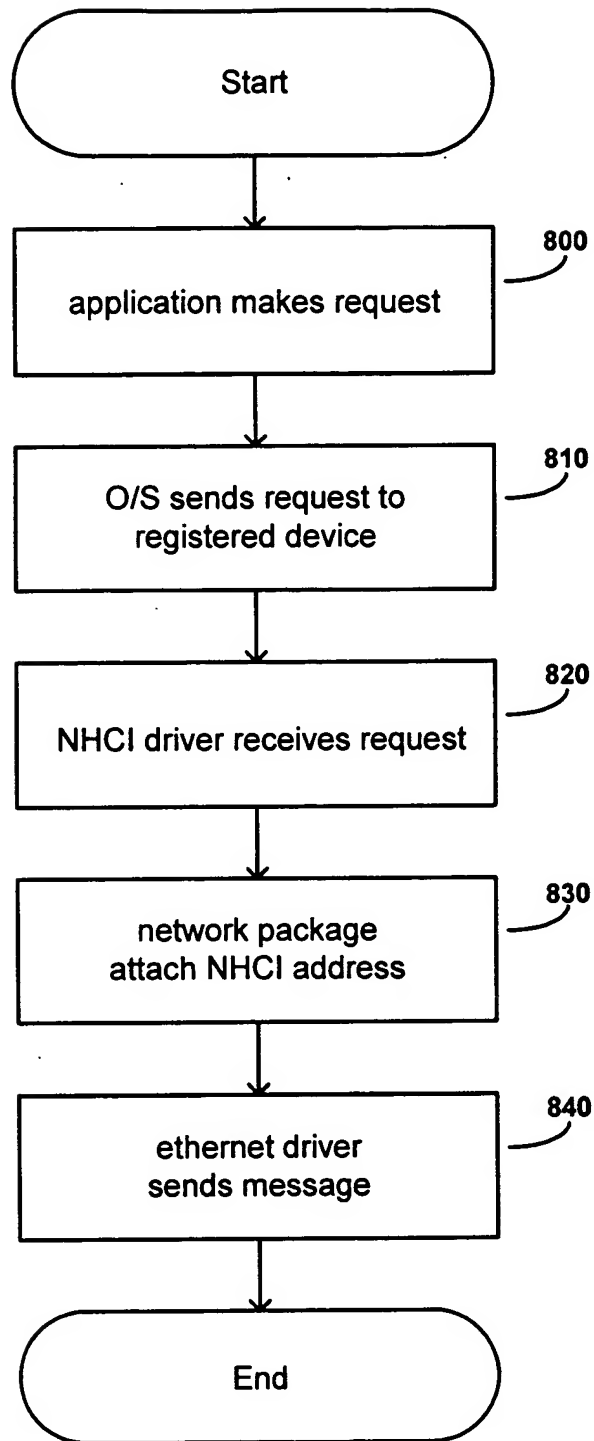 Start
800
application makes request
810
O/S sends request to
registered device
820
NHCI driver receives request
830
network package
attach NHCI address
840
ethernet driver
sends message
End